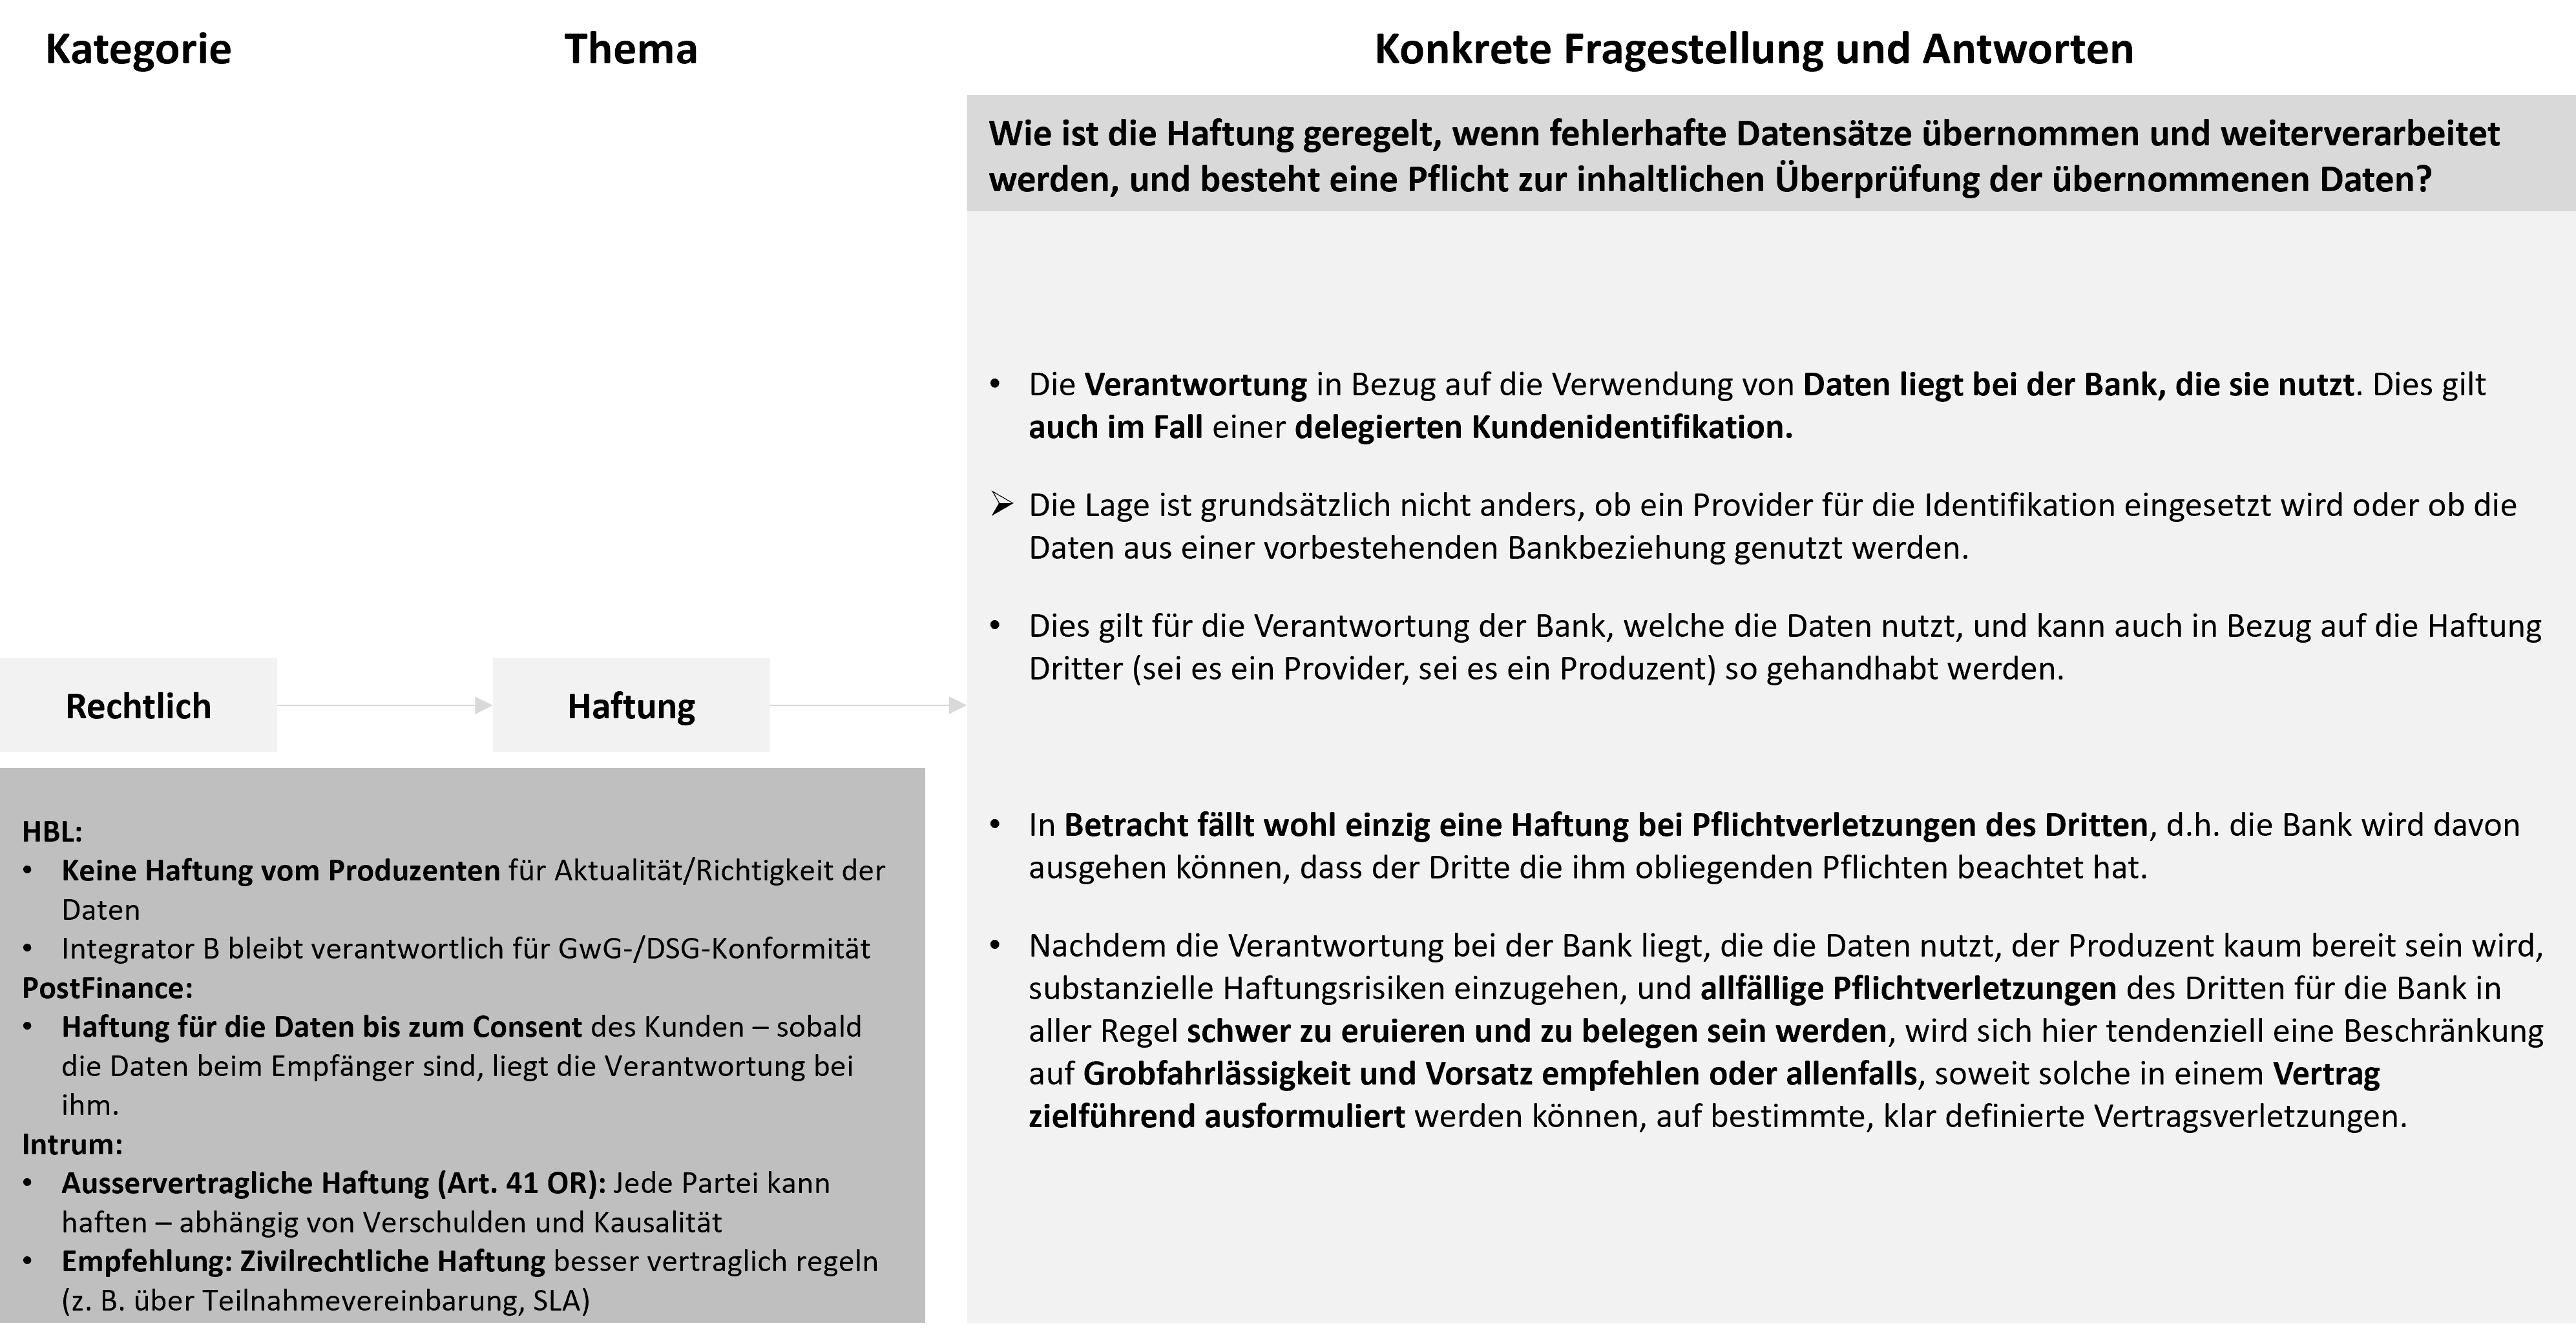 Kategorie
Thema
Konkrete Fragestellung und Antworten
Rechtlich
Haftung
HBL:
• Keine Haftung vom Produzenten für Aktualität/Richtigkeit der
Daten
• Integrator B bleibt verantwortlich für GwG-/DSG-Konformität
PostFinance:
• Haftung für die Daten bis zum Consent des Kunden – sobald
die Daten beim Empfänger sind, liegt die Verantwortung bei
ihm.
Intrum:
• Ausservertragliche Haftung (Art. 41 OR): Jede Partei kann
haften – abhängig von Verschulden und Kausalität
• Empfehlung: Zivilrechtliche Haftung besser vertraglich regeln
(z. B. über Teilnahmevereinbarung, SLA)
Wie ist die Haftung geregelt, wenn fehlerhafte Datensätze übernommen und weiterverarbeitet
werden, und besteht eine Pflicht zur inhaltlichen Überprüfung der übernommenen Daten?
• Die Verantwortung in Bezug auf die Verwendung von Daten liegt bei der Bank, die sie nutzt. Dies gilt
auch im Fall einer delegierten Kundenidentifikation.
➢ Die Lage ist grundsätzlich nicht anders, ob ein Provider für die Identifikation eingesetzt wird oder ob die
Daten aus einer vorbestehenden Bankbeziehung genutzt werden.
• Dies gilt für die Verantwortung der Bank, welche die Daten nutzt, und kann auch in Bezug auf die Haftung
Dritter (sei es ein Provider, sei es ein Produzent) so gehandhabt werden.
• In Betracht fällt wohl einzig eine Haftung bei Pflichtverletzungen des Dritten, d.h. die Bank wird davon
ausgehen können, dass der Dritte die ihm obliegenden Pflichten beachtet hat.
• Nachdem die Verantwortung bei der Bank liegt, die die Daten nutzt, der Produzent kaum bereit sein wird,
substanzielle Haftungsrisiken einzugehen, und allfällige Pflichtverletzungen des Dritten für die Bank in
aller Regel schwer zu eruieren und zu belegen sein werden, wird sich hier tendenziell eine Beschränkung
auf Grobfahrlässigkeit und Vorsatz empfehlen oder allenfalls, soweit solche in einem Vertrag
zielführend ausformuliert werden können, auf bestimmte, klar definierte Vertragsverletzungen.